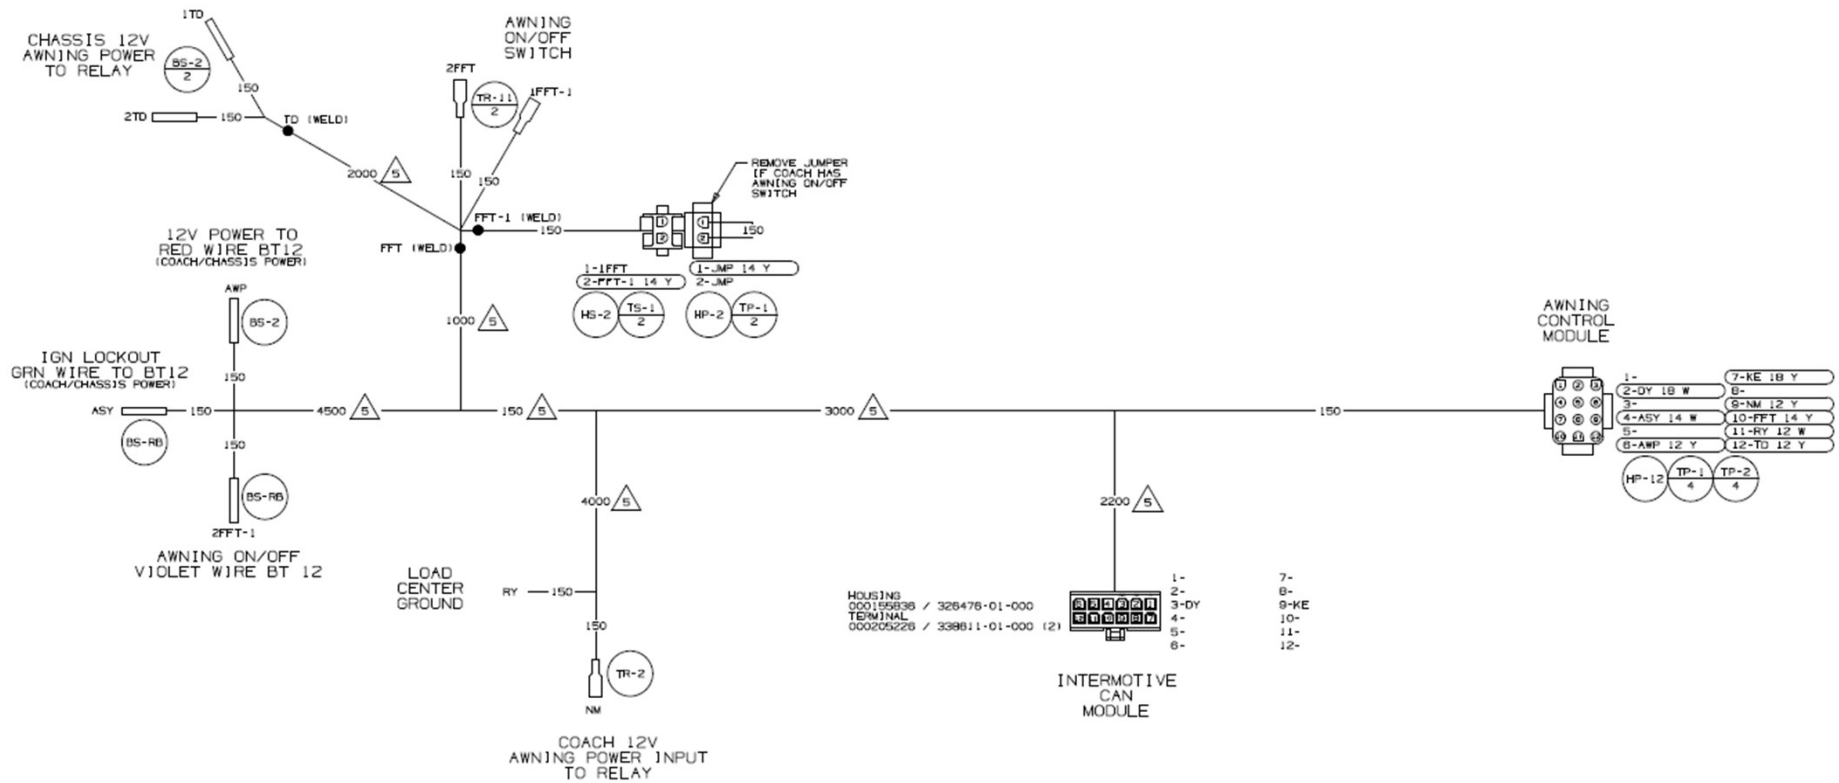 1TD
CHASSIS 12V
AWNING POWER
TO RELAY
BS-2
2
150
2TD
150
TD (WELD)
2000
5
AWNING
ON/OFF
SWITCH
2FFT
TR-11
2
1FFT-1
150
150
FFT-1 (WELD)
150
FFT (WELD)
REMOVE JUMPER
IF COACH HAS
AWNING ON/OFF
SWITCH
1
2
1
2
150
1-1FFT
2-FFT-1 14 Y
1-JMP 14 Y
2-JMP
HS-2
TS-1
2
HP-2
TP-1
2
1000
5
12V POWER TO
RED WIRE BT12
(COACH/CHASSIS POWER)
AWP
BS-2
150
IGN LOCKOUT
GRN WIRE TO BT12
(COACH/CHASSIS POWER)
ASY
150
BS-RB
150
BS-RB
2FFT-1
AWNING ON/OFF
VIOLET WIRE BT 12
4500
5
150
5
3000
5
150
4000
5
LOAD
CENTER
GROUND
RY
150
150
TR-2
NM
COACH 12V
AWNING POWER INPUT
TO RELAY
2200
5
HOUSING
000155836 / 326476-01-000
TERMINAL
000205226 / 339611-01-000 (2)
1-
2-
3-DY
4-
5-
6-
7-
8-
9-KE
10-
11-
12-
INTERMOTIVE
CAN
MODULE
AWNING
CONTROL
MODULE
1-
2-DY 18 W
3-
4-ASY 14 W
5-
6-AWP 12 Y
7-KE 18 Y
8-
9-NM 12 Y
10-FFT 14 Y
11-RY 12 W
12-TD 12 Y
HP-12
TP-1
4
TP-2
4